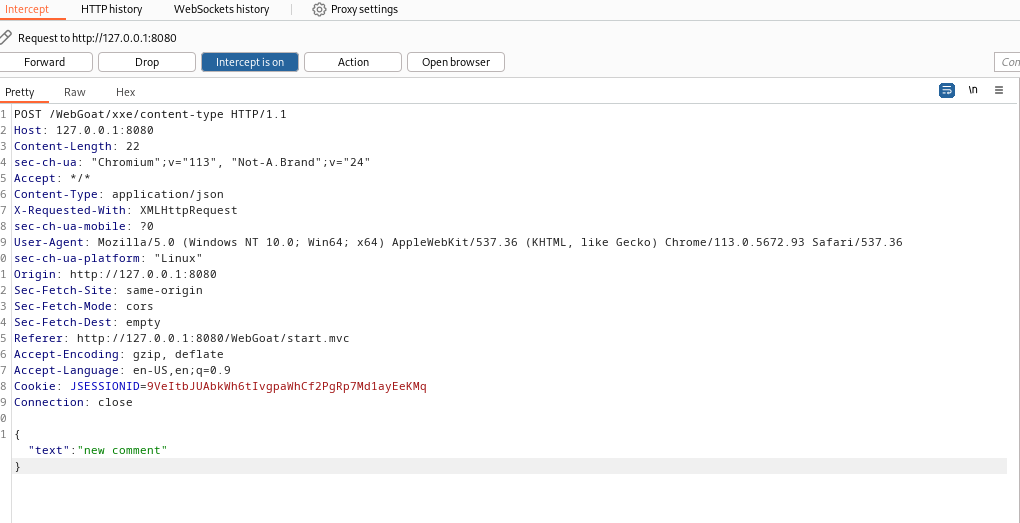 Intercept HTTP history WebSockets history Proxy settings
Request to http://127.0.0.1:8080
Forward Drop Intercept is on Action Open browser
Pretty Raw Hex \n
1 POST /WebGoat/xxe/content-type HTTP/1.1
2 Host: 127.0.0.1:8080
3 Content-Length: 22
4 sec-ch-ua: "Chromium";v="113", "Not-A.Brand";v="24"
5 Accept: */*
6 Content-Type: application/json
7 X-Requested-With: XMLHttpRequest
8 sec-ch-ua-mobile: ?0
9 User-Agent: Mozilla/5.0 (Windows NT 10.0; Win64; x64) AppleWebKit/537.36 (KHTML, like Gecko) Chrome/113.0.5672.93 Safari/537.36
0 sec-ch-ua-platform: "Linux"
1 Origin: http://127.0.0.1:8080
2 Sec-Fetch-Site: same-origin
3 Sec-Fetch-Mode: cors
4 Sec-Fetch-Dest: empty
5 Referer: http://127.0.0.1:8080/WebGoat/start.mvc
6 Accept-Encoding: gzip, deflate
7 Accept-Language: en-US,en;q=0.9
8 Cookie: JSESSIONID=9VeItbJUAbkWh6tIvgpaWhCf2PgRp7Md1ayEeKMq
9 Connection: close
0
1 {
"text":"new comment"
}